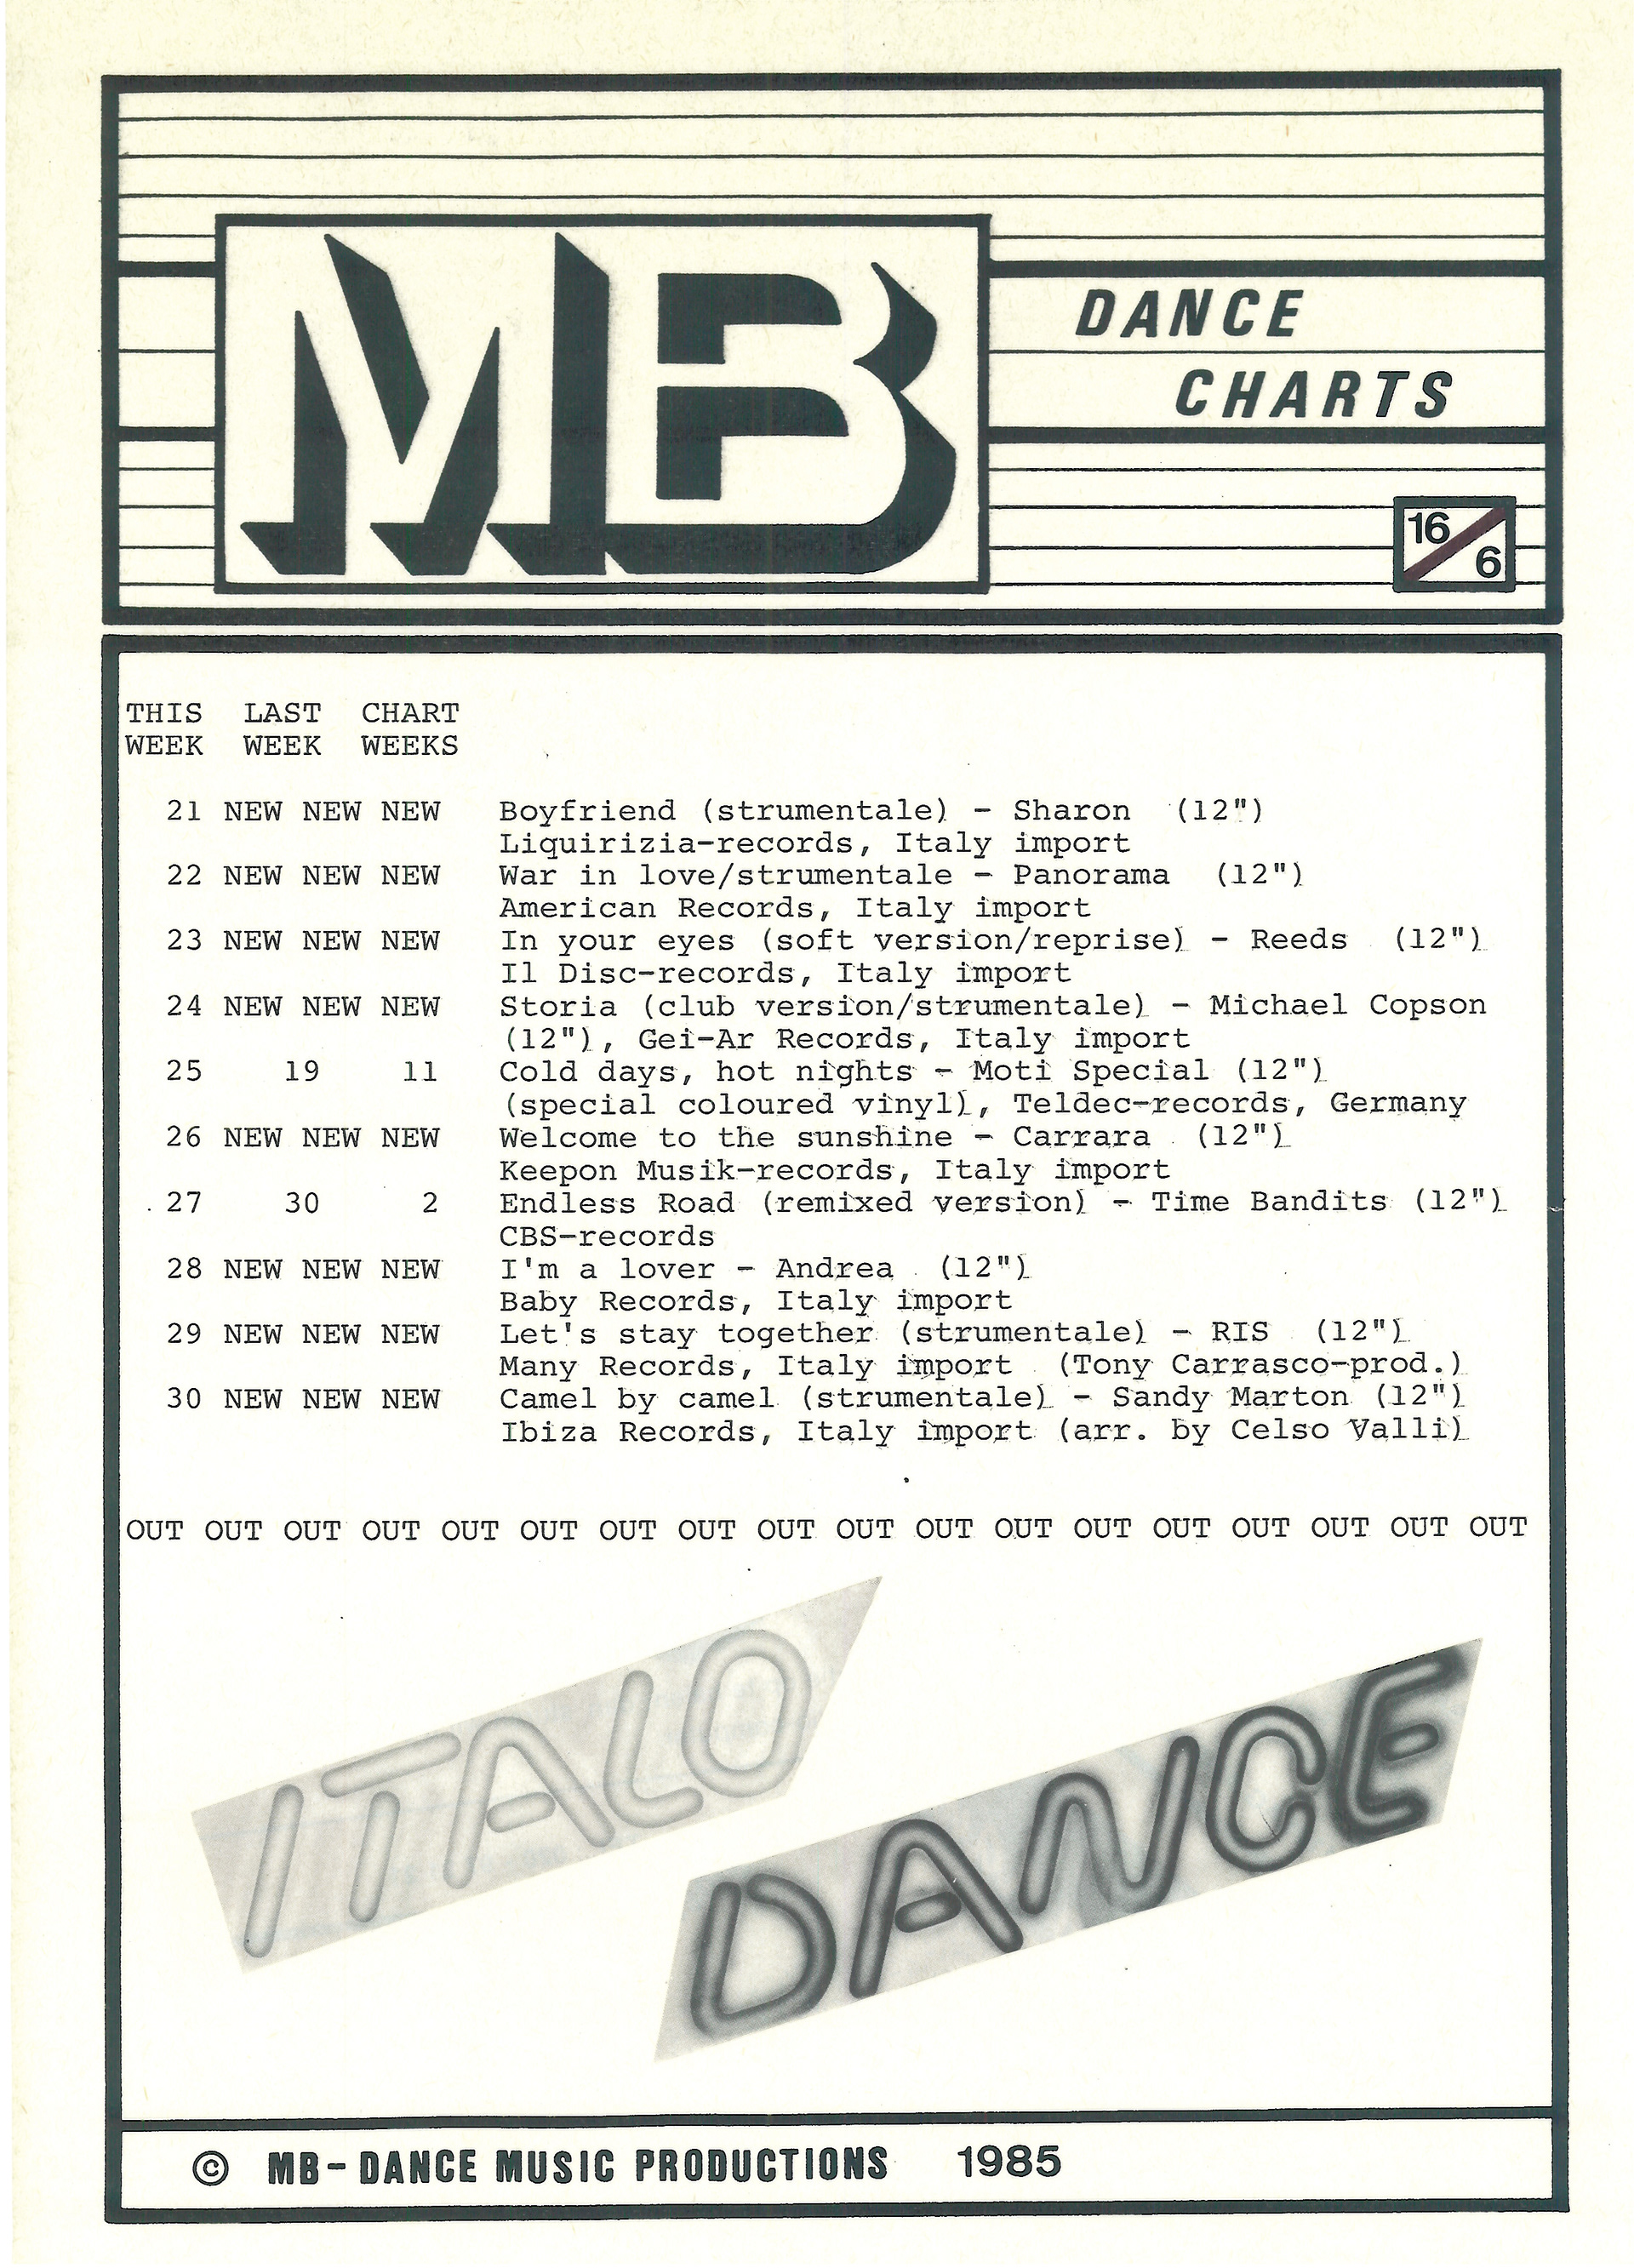 MB
DANCE
CHARTS
16/6
THIS LAST CHART
WEEK WEEK WEEKS
21 NEW NEW NEW Boyfriend (strumentale) - Sharon (12")
Liquirizia-records, Italy import
22 NEW NEW NEW War in love/strumentale - Panorama (12")
American Records, Italy import
23 NEW NEW NEW In your eyes (soft version/reprise) - Reeds (12")
Il Disc-records, Italy import
24 NEW NEW NEW Storia (club version/strumentale) - Michael Copson
(12"), Gei-Ar Records, Italy import
25 19 11 Cold days, hot nights - Moti Special (12")
(special coloured vinyl), Teldec-records, Germany
26 NEW NEW NEW Welcome to the sunshine - Carrara (12")
Keepon Musik-records, Italy import
27 30 2 Endless Road (remixed version) - Time Bandits (12")
CBS-records
28 NEW NEW NEW I'm a lover - Andrea (12")
Baby Records, Italy import
29 NEW NEW NEW Let's stay together (strumentale) - RIS (12")
Many Records, Italy import (Tony Carrasco-prod.)
30 NEW NEW NEW Camel by camel (strumentale) - Sandy Marton (12")
Ibiza Records, Italy import (arr. by Celso Valli)
OUT OUT OUT OUT OUT OUT OUT OUT OUT OUT OUT OUT OUT OUT OUT OUT OUT OUT
ITALO
DANCE
© MB-DANCE MUSIC PRODUCTIONS 1985